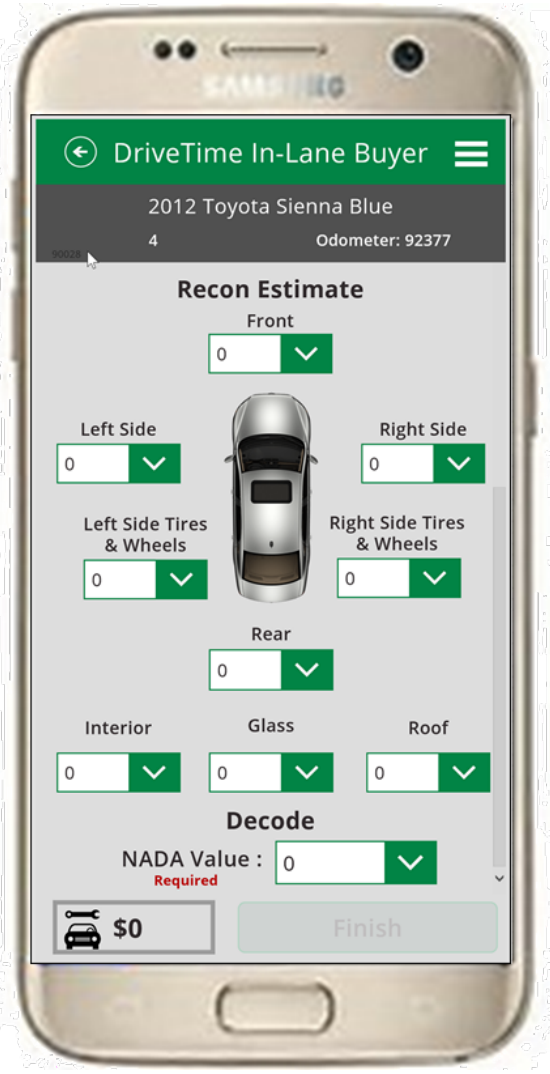 SAMSUNG
DriveTime In-Lane Buyer
2012 Toyota Sienna Blue
4 Odometer: 92377
90028
Recon Estimate
Front
0
Left Side Right Side
0 0
Left Side Tires Right Side Tires
& Wheels & Wheels
0 0
Rear
0
Interior Glass Roof
0 0 0
Decode
NADA Value : 0
Required
$0 Finish